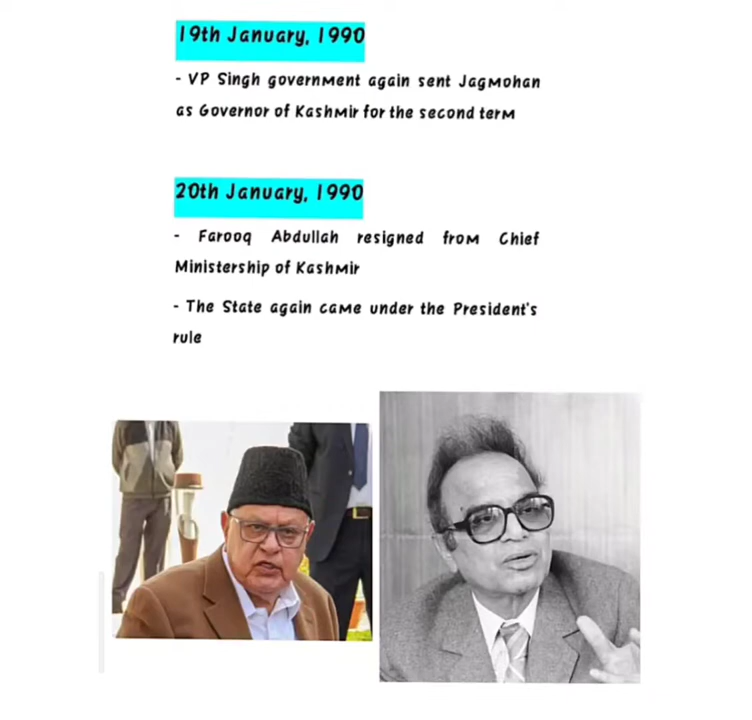 19th January, 1990
- VP Singh government again sent Jagmohan
as Governor of Kashmir for the second term
20th January, 1990
- Farooq Abdullah resigned from Chief
Ministership of Kashmir
- The State again came under the President's
rule